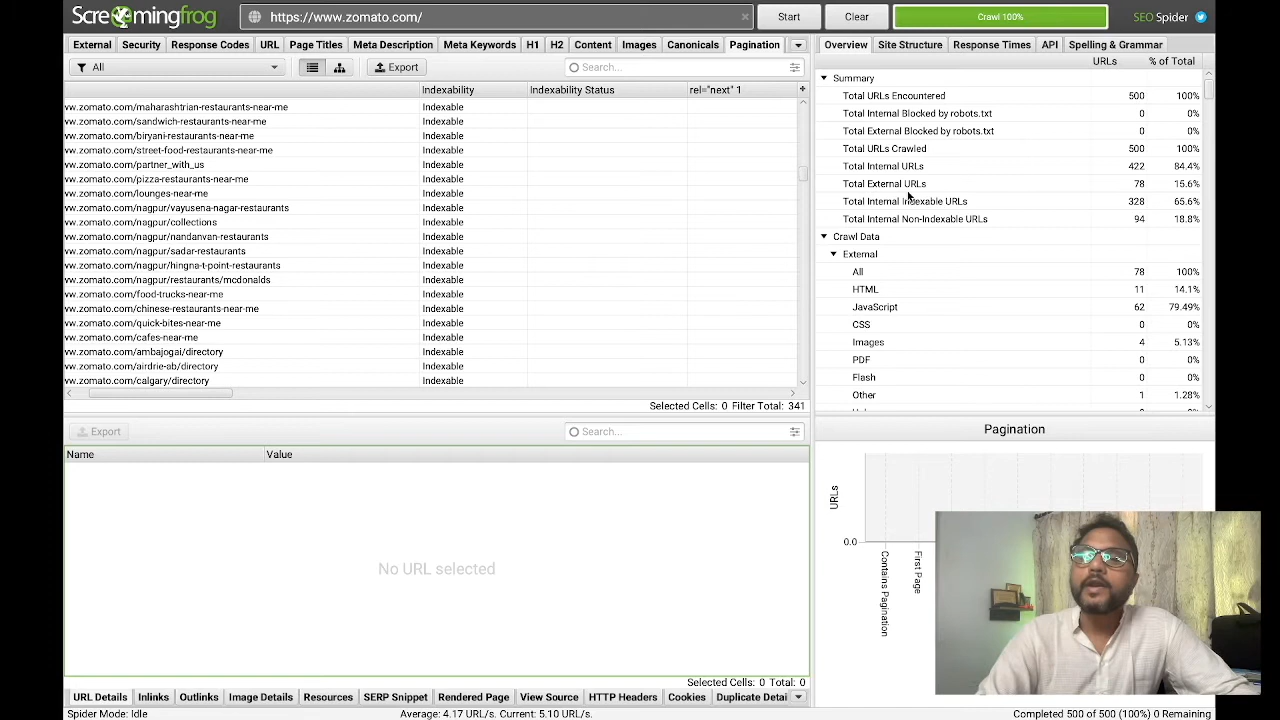 Screamingfrog
https://www.zomato.com/
Start
Clear
Crawl 100%
SEO Spider
External Security Response Codes URL Page Titles Meta Description Meta Keywords H1 H2 Content Images Canonicals Pagination
All
Export
Search...
Indexability Indexability Status rel="next" 1
vw.zomato.com/maharashtrian-restaurants-near-me Indexable
vw.zomato.com/sandwich-restaurants-near-me Indexable
vw.zomato.com/biryani-restaurants-near-me Indexable
vw.zomato.com/street-food-restaurants-near-me Indexable
vw.zomato.com/partner_with_us Indexable
vw.zomato.com/pizza-restaurants-near-me Indexable
vw.zomato.com/lounges-near-me Indexable
vw.zomato.com/nagpur/vayusena-nagar-restaurants Indexable
vw.zomato.com/nagpur/collections Indexable
vw.zomato.com/nagpur/nandanvan-restaurants Indexable
vw.zomato.com/nagpur/sadar-restaurants Indexable
vw.zomato.com/nagpur/hingna-t-point-restaurants Indexable
vw.zomato.com/nagpur/restaurants/mcdonalds Indexable
vw.zomato.com/food-trucks-near-me Indexable
vw.zomato.com/chinese-restaurants-near-me Indexable
vw.zomato.com/quick-bites-near-me Indexable
vw.zomato.com/cafes-near-me Indexable
vw.zomato.com/ambajogai/directory Indexable
vw.zomato.com/airdrie-ab/directory Indexable
vw.zomato.com/calgary/directory Indexable
Selected Cells: 0 Filter Total: 341
Export
Search...
Name Value
No URL selected
Selected Cells: 0 Total: 0
URL Details Inlinks Outlinks Image Details Resources SERP Snippet Rendered Page View Source HTTP Headers Cookies Duplicate Detai
Spider Mode: Idle
Average: 4.17 URL/s. Current: 5.10 URL/s.
Completed 500 of 500 (100%) 0 Remaining
Overview Site Structure Response Times API Spelling & Grammar
URLs % of Total
Summary
Total URLs Encountered 500 100%
Total Internal Blocked by robots.txt 0 0%
Total External Blocked by robots.txt 0 0%
Total URLs Crawled 500 100%
Total Internal URLs 422 84.4%
Total External URLs 78 15.6%
Total Internal Indexable URLs 328 65.6%
Total Internal Non-Indexable URLs 94 18.8%
Crawl Data
External
All 78 100%
HTML 11 14.1%
JavaScript 62 79.49%
CSS 0 0%
Images 4 5.13%
PDF 0 0%
Flash 0 0%
Other 1 1.28%
Pagination
URLs
0.0
Contains Pagination
First Page